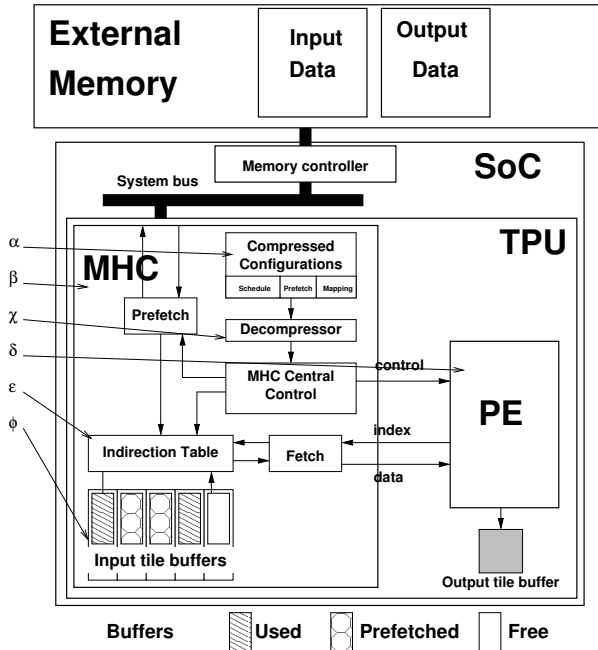 External
Memory
Input
Data
Output
Data
Memory controller
SoC
System bus
TPU
α
β
χ
δ
ε
ϕ
MHC
Compressed
Configurations
Schedule
Prefetch
Mapping
Prefetch
Decompressor
MHC Central
Control
control
PE
index
Indirection Table
Fetch
data
Input tile buffers
Output tile buffer
Buffers
Used
Prefetched
Free